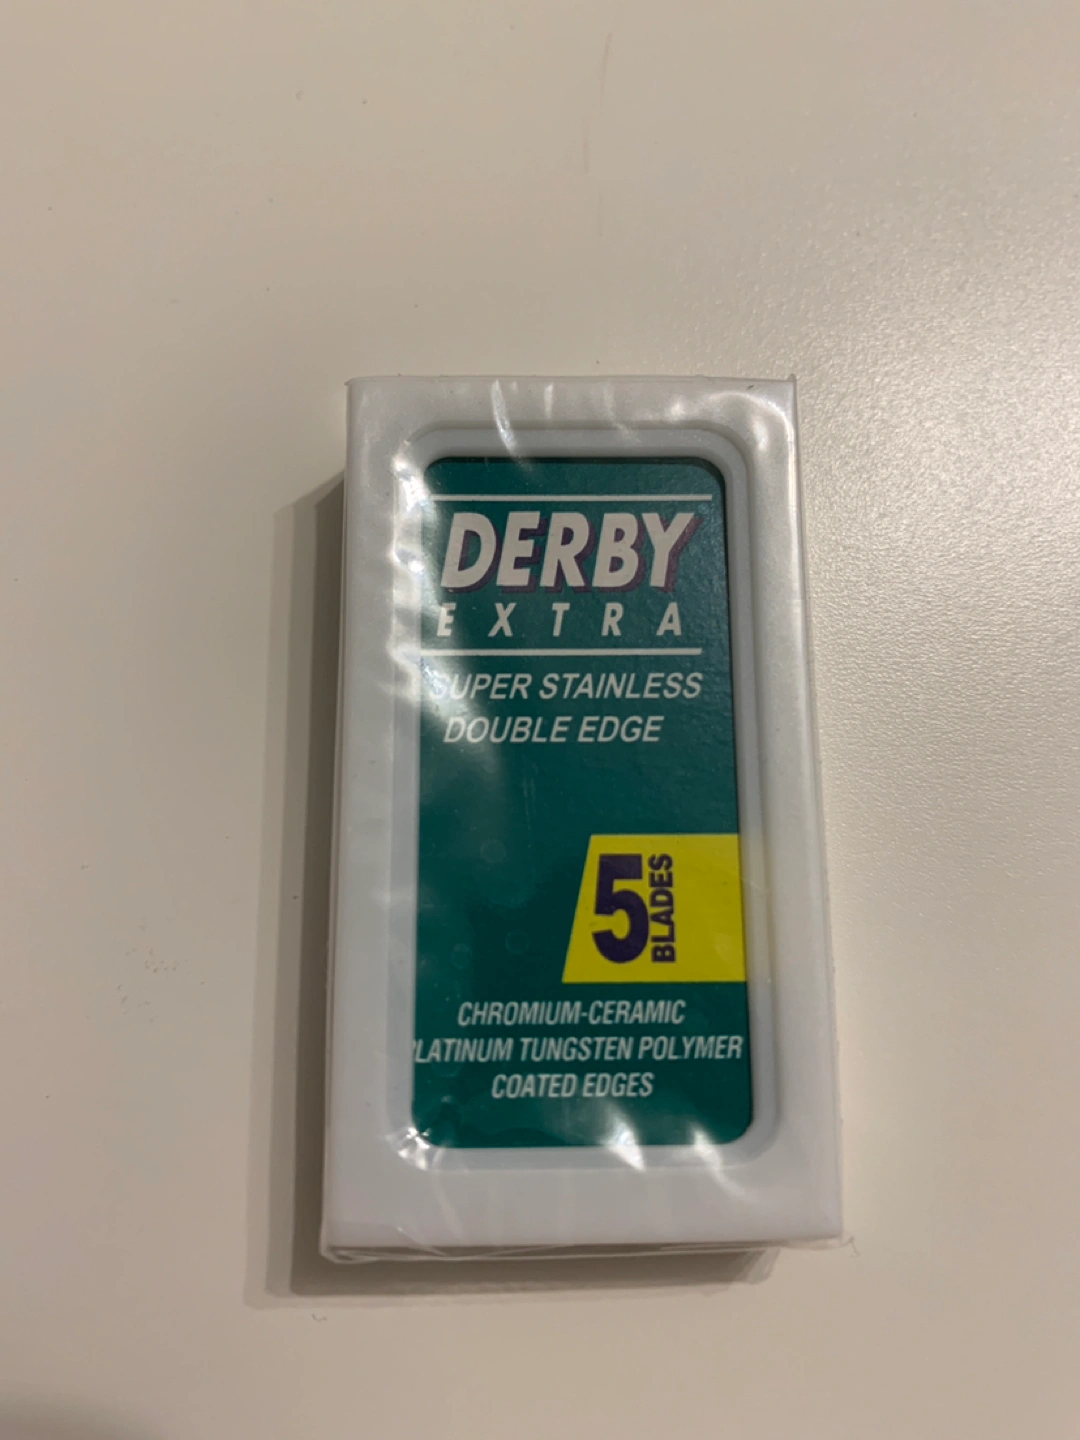 DERBY
EXTRA
SUPER STAINLESS
DOUBLE EDGE
5
BLADES
CHROMIUM-CERAMIC
PLATINUM TUNGSTEN POLYMER
COATED EDGES